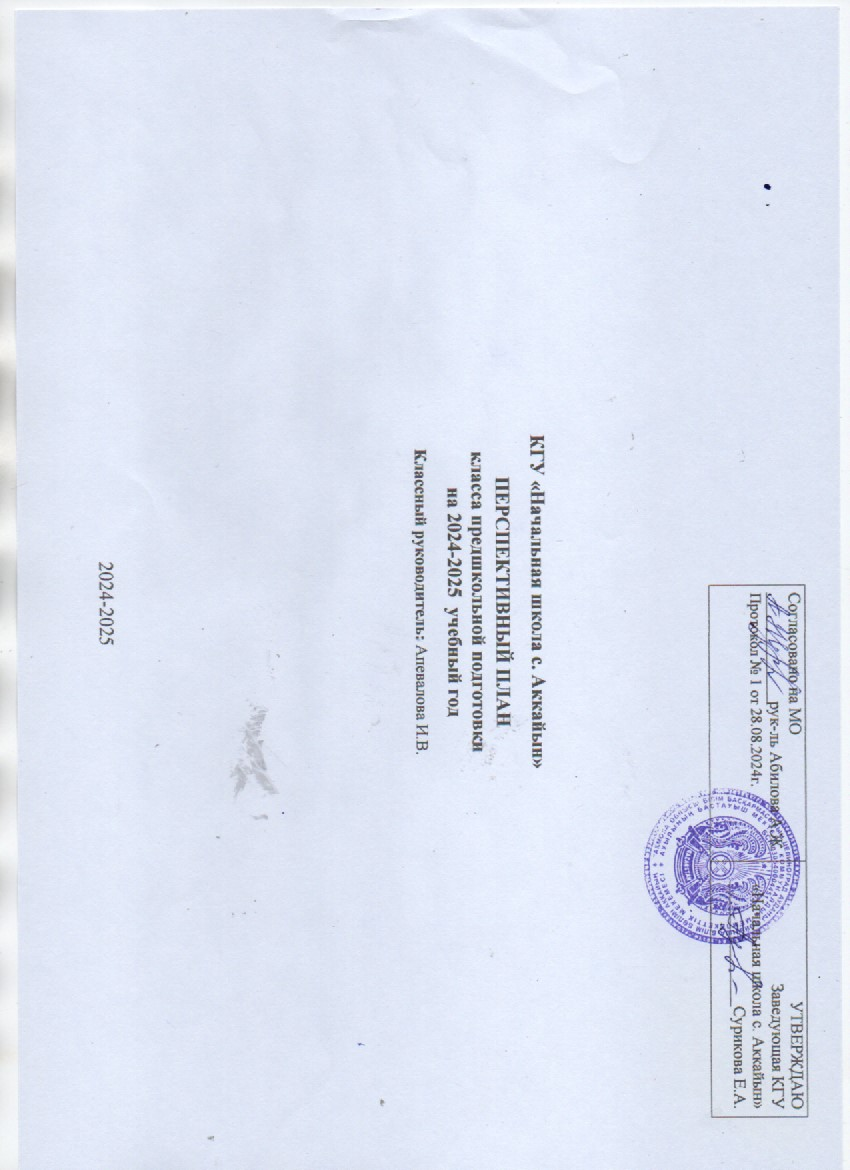 Согласовано на МО
рук-ль Абилова А.Ж
Протокол № 1 от 28.08.2024г.
УТВЕРЖДАЮ
Заведующая КГУ
«Начальная школа с. Аккайын»
Сурикова Е.А.
КГУ «Начальная школа с. Аккайын»
ПЕРСПЕКТИВНЫЙ ПЛАН
класса предшкольной подготовки
на 2024-2025 учебный год
Классный руководитель: Апевалова И.В.
2024-2025